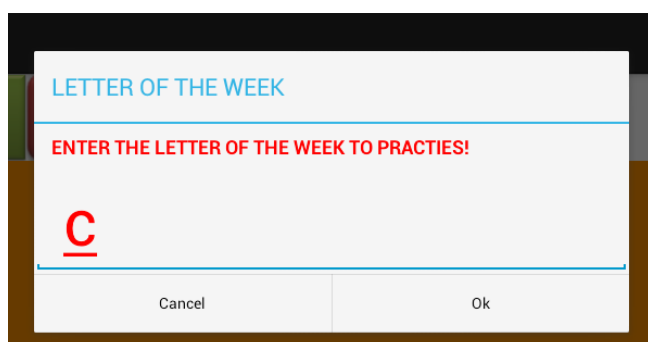 LETTER OF THE WEEK
ENTER THE LETTER OF THE WEEK TO PRACTIES!
C
Cancel Ok